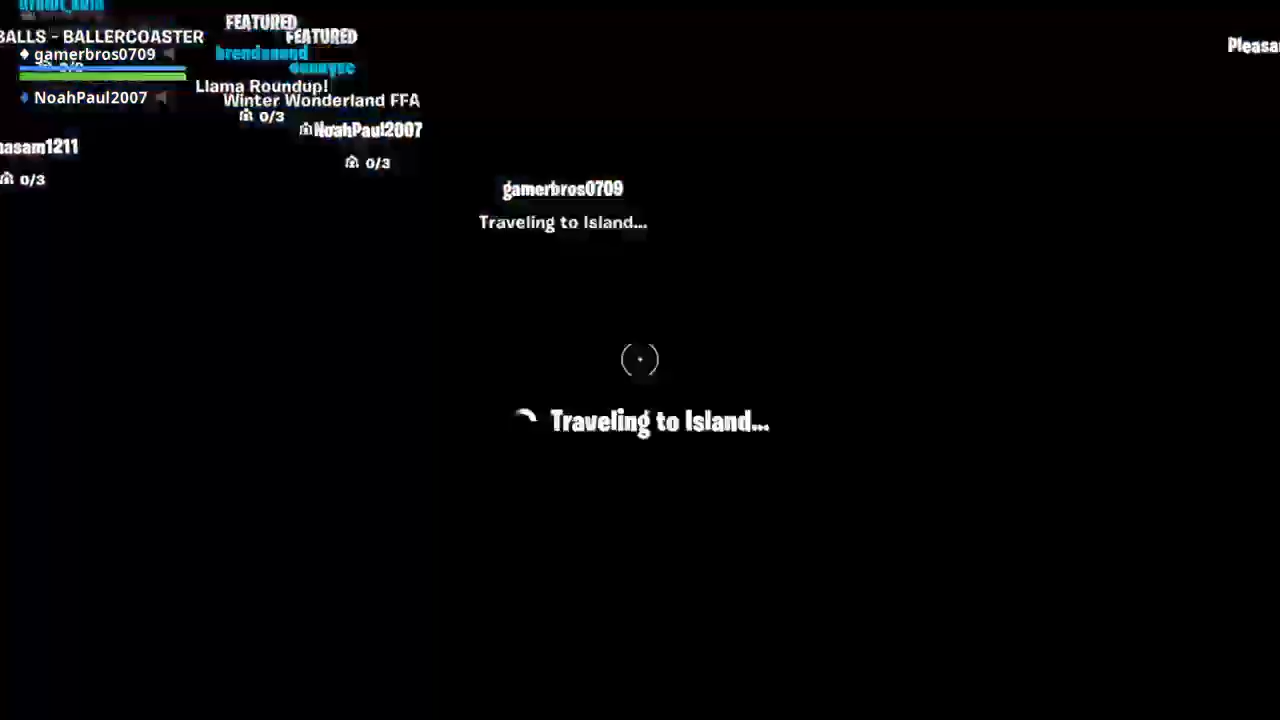 FEATURED
BALLS - BALLERCOASTER
FEATURED
gamerbros0709
Llama Roundup!
NoahPaul2007
Winter Wonderland FFA
0/3
NoahPaul2007
asam1211
0/3
0/3
gamerbros0709
Traveling to Island...
Traveling to Island...
Pleasa